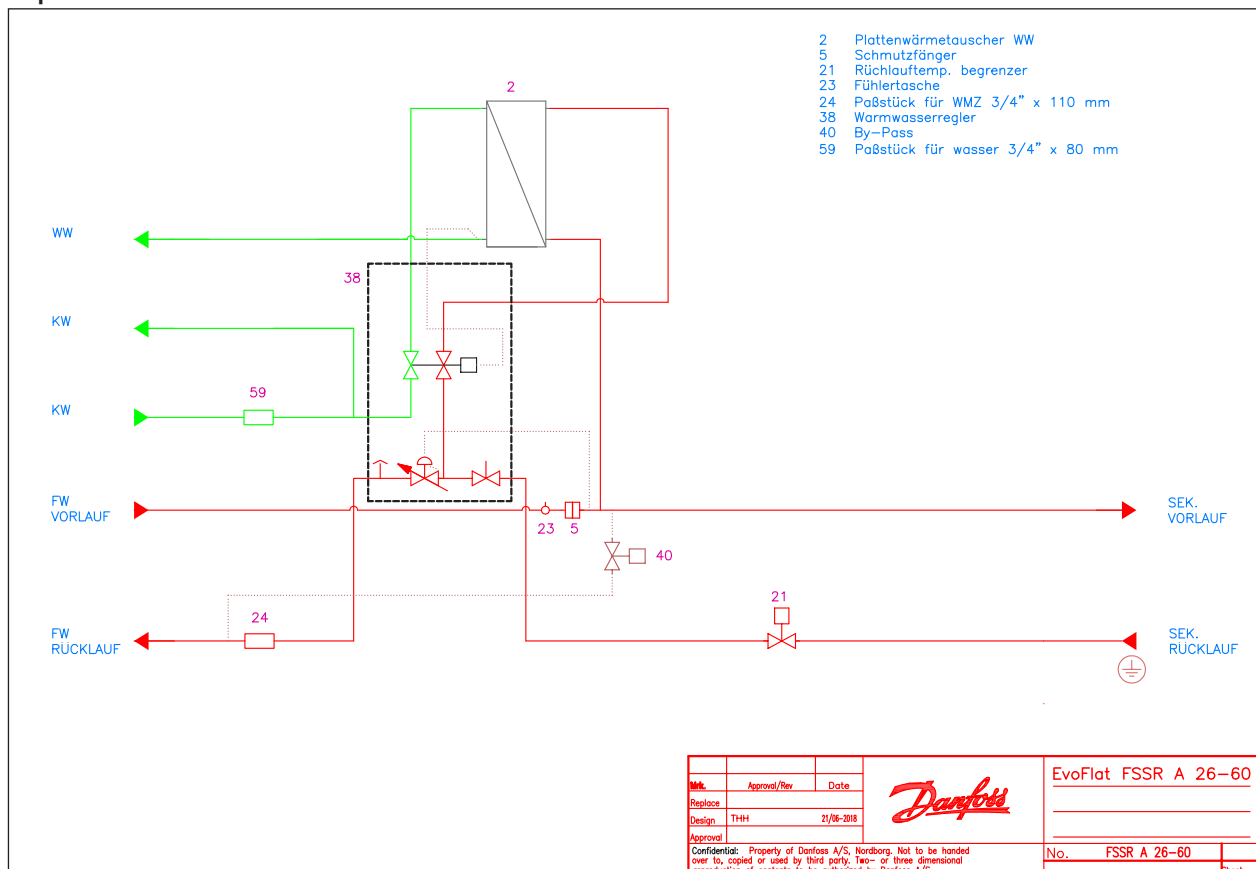 2 Plattenwärmetauscher WW
5 Schmutzfänger
21 Rüchlauftemp. begrenzer
23 Fühlertasche
24 Paßstück für WMZ 3/4" x 110 mm
38 Warmwasserregler
40 By-Pass
59 Paßstück für wasser 3/4" x 80 mm
2
WW
38
KW
59
KW
FW
VORLAUF
23
5
SEK.
VORLAUF
40
21
24
FW
RÜCKLAUF
SEK.
RÜCKLAUF
Approval/Rev Date
Replace
Design THH 21/06-2018
Approval
Danfoss
EvoFlat FSSR A 26-60
Confidential: Property of Danfoss A/S, Nordborg. Not to be handed
over to, copied or used by third party. Two- or three dimensional
No. FSSR A 26-60